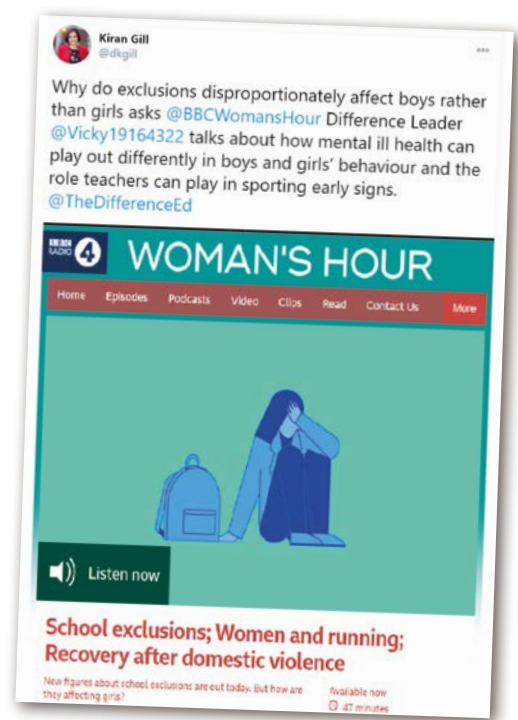 Kiran Gill
@dkgill
Why do exclusions disproportionately affect boys rather
than girls asks @BBCWomansHour Difference Leader
@Vicky19164322 talks about how mental ill health can
play out differently in boys and girls' behaviour and the
role teachers can play in sporting early signs.
@TheDifferenceEd
BBC
RADIO 4 WOMAN'S HOUR
Home Episodes Podcasts Video Clips Read Contact Us More
Listen now
School exclusions; Women and running;
Recovery after domestic violence
New figures about school exclusions are out today. But how are
they affecting girls?
Available now
47 minutes